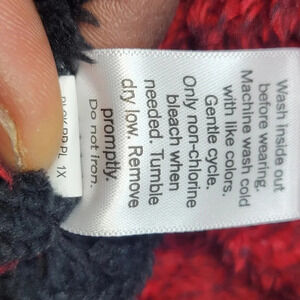 Wash inside out
before wearing.
Machine wash cold
with like colors.
Gentle cycle.
Only non-chlorine
bleach when
needed. Tumble
dry low. Remove
promptly.
Do not iron.
1X